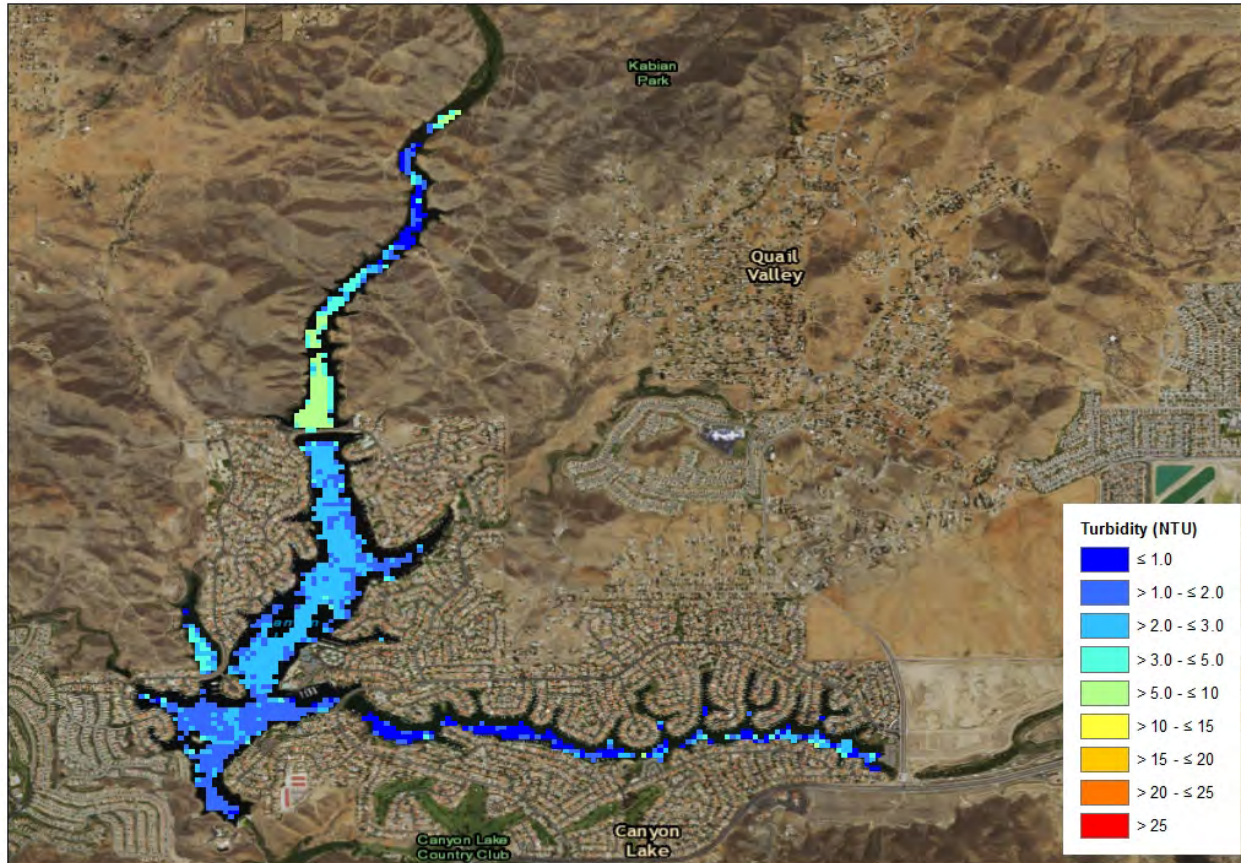 Kabian
Park
Quail
Valley
Turbidity (NTU)
≤ 1.0
> 1.0 - ≤ 2.0
> 2.0 - ≤ 3.0
> 3.0 - ≤ 5.0
> 5.0 - ≤ 10
> 10 - ≤ 15
> 15 - ≤ 20
> 20 - ≤ 25
> 25
Canyon Lake
Country Club
Canyon
Lake